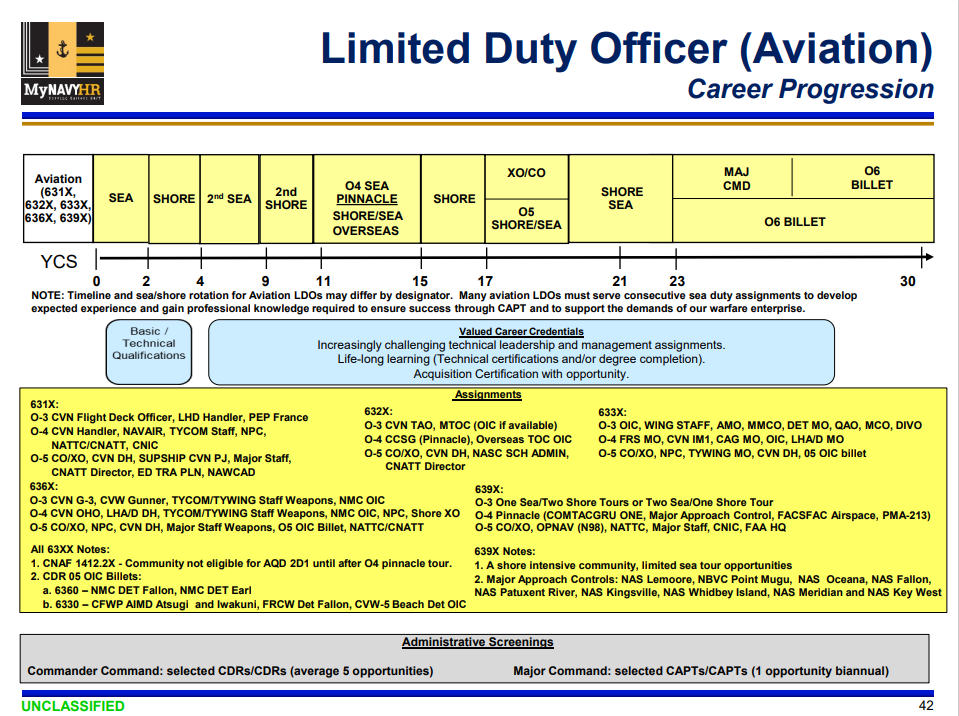 MyNAVYHR
Limited Duty Officer (Aviation)
Career Progression
Aviation
(631X,
632X, 633X,
636X, 639X)
SEA
SHORE
2nd SEA
2nd
SHORE
O4 SEA
PINNACLE
SHORE/SEA
OVERSEAS
SHORE
XO/CO
O5
SHORE/SEA
SHORE
SEA
MAJ
CMD
O6
BILLET
O6 BILLET
YCS
0 2 4 9 11 15 17 21 23 30
NOTE: Timeline and sea/shore rotation for Aviation LDOs may differ by designator. Many aviation LDOs must serve consecutive sea duty assignments to develop
expected experience and gain professional knowledge required to ensure success through CAPT and to support the demands of our warfare enterprise.
Basic /
Technical
Qualifications
Valued Career Credentials
Increasingly challenging technical leadership and management assignments.
Life-long learning (Technical certifications and/or degree completion).
Acquisition Certification with opportunity.
Assignments
631X:
O-3 CVN Flight Deck Officer, LHD Handler, PEP France
O-4 CVN Handler, NAVAIR, TYCOM Staff, NPC,
NATTC/CNATT, CNIC
O-5 CO/XO, CVN DH, SUPSHIP CVN PJ, Major Staff,
CNATT Director, ED TRA PLN, NAWCAD
632X:
O-3 CVN TAO, MTOC (OIC if available)
O-4 CCSG (Pinnacle), Overseas TOC OIC
O-5 CO/XO, CVN DH, NASC SCH ADMIN,
CNATT Director
633X:
O-3 OIC, WING STAFF, AMO, MMCO, DET MO, QAO, MCO, DIVO
O-4 FRS MO, CVN IM1, CAG MO, OIC, LHA/D MO
O-5 CO/XO, NPC, TYWING MO, CVN DH, 05 OIC billet
636X:
O-3 CVN G-3, CVW Gunner, TYCOM/TYWING Staff Weapons, NMC OIC
O-4 CVN OHO, LHA/D DH, TYCOM/TYWING Staff Weapons, NMC OIC, NPC, Shore XO
O-5 CO/XO, NPC, CVN DH, Major Staff Weapons, O5 OIC Billet, NATTC/CNATT
639X:
O-3 One Sea/Two Shore Tours or Two Sea/One Shore Tour
O-4 Pinnacle (COMTACGRU ONE, Major Approach Control, FACSFAC Airspace, PMA-213)
O-5 CO/XO, OPNAV (N98), NATTC, Major Staff, CNIC, FAA HQ
All 63XX Notes:
1. CNAF 1412.2X - Community not eligible for AQD 2D1 until after O4 pinnacle tour.
2. CDR 05 OIC Billets:
a. 6360 – NMC DET Fallon, NMC DET Earl
b. 6330 – CFWP AIMD Atsugi and Iwakuni, FRCW Det Fallon, CVW-5 Beach Det OIC
639X Notes:
1. A shore intensive community, limited sea tour opportunities
2. Major Approach Controls: NAS Lemoore, NBVC Point Mugu, NAS Oceana, NAS Fallon,
NAS Patuxent River, NAS Kingsville, NAS Whidbey Island, NAS Meridian and NAS Key West
Administrative Screenings
Commander Command: selected CDRs/CDRs (average 5 opportunities)
Major Command: selected CAPTs/CAPTs (1 opportunity biannual)
UNCLASSIFIED
42